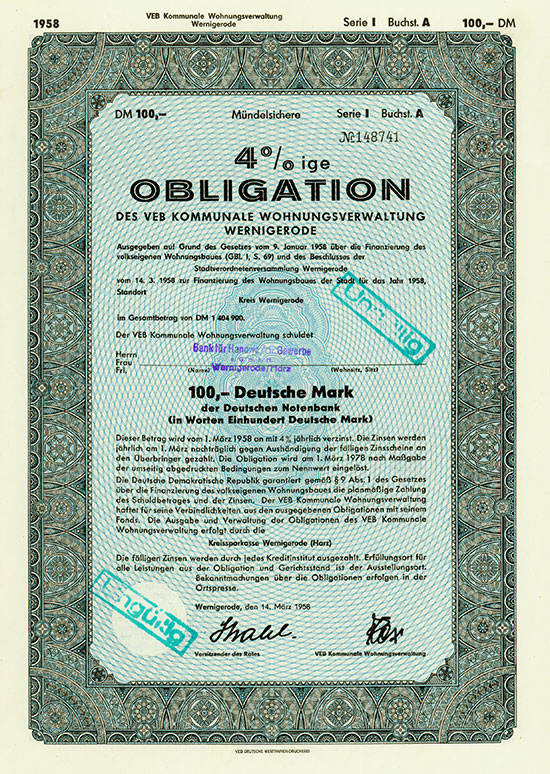 1958 VEB Kommunale Wohnungsverwaltung Serie I Buchst. A 100,— DM
Wernigerode
DM 100,— Mündelsichere Serie I Buchst. A
№ 148741
4% ige
OBLIGATION
DES VEB KOMMUNALE WOHNUNGSVERWALTUNG
WERNIGERODE
Ausgegeben auf Grund des Gesetzes vom 9. Januar 1958 über die Finanzierung des
volkseigenen Wohnungsbaues (GBl. I, S. 69) und des Beschlusses der
Stadtverordnetenversammlung Wernigerode
vom 14. 3. 1958 zur Finanzierung des Wohnungsbaues der Stadt für das Jahr 1958,
Standort
Kreis Wernigerode
im Gesamtbetrag von DM 1 404 900.
Ungültig
Der VEB Kommunale Wohnungsverwaltung schuldet
Herrn
Bank für Gewerbe
Frau
Frl. (Name) Wernigerode/Harz (Wohnsitz, Sitz)
100,— Deutsche Mark
der Deutschen Notenbank
(in Worten Einhundert Deutsche Mark)
Dieser Betrag wird vom 1. März 1958 an mit 4% jährlich verzinst. Die Zinsen werden
jährlich am 1. März nachträglich gegen Aushändigung der fälligen Zinsscheine an
den Überbringer gezahlt. Die Obligation wird am 1. März 1978 nach Maßgabe
der umseitig abgedruckten Bedingungen zum Nennwert eingelöst.
Die Deutsche Demokratische Republik garantiert gemäß § 9 Abs. 1 des Gesetzes
über die Finanzierung des volkseigenen Wohnungsbaues die planmäßige Zahlung
des Schuldbetrages und der Zinsen. Der VEB Kommunale Wohnungsverwaltung
haftet für seine Verbindlichkeiten aus den ausgegebenen Obligationen mit seinem
Fonds. Die Ausgabe und Verwaltung der Obligationen des VEB Kommunale
Wohnungsverwaltung erfolgt durch die
Kreissparkasse Wernigerode (Harz)
Die fälligen Zinsen werden durch jedes Kreditinstitut ausgezahlt. Erfüllungsort für
alle Leistungen aus der Obligation und Gerichtsstand ist der Ausstellungsort.
Bekanntmachungen über die Obligationen erfolgen in der
Ortspresse.
Ungültig
Wernigerode, den 14. März 1958
Vorsitzender des Rates VEB Kommunale Wohnungsverwaltung
VEB DEUTSCHE WERTPAPIER-DRUCKEREI